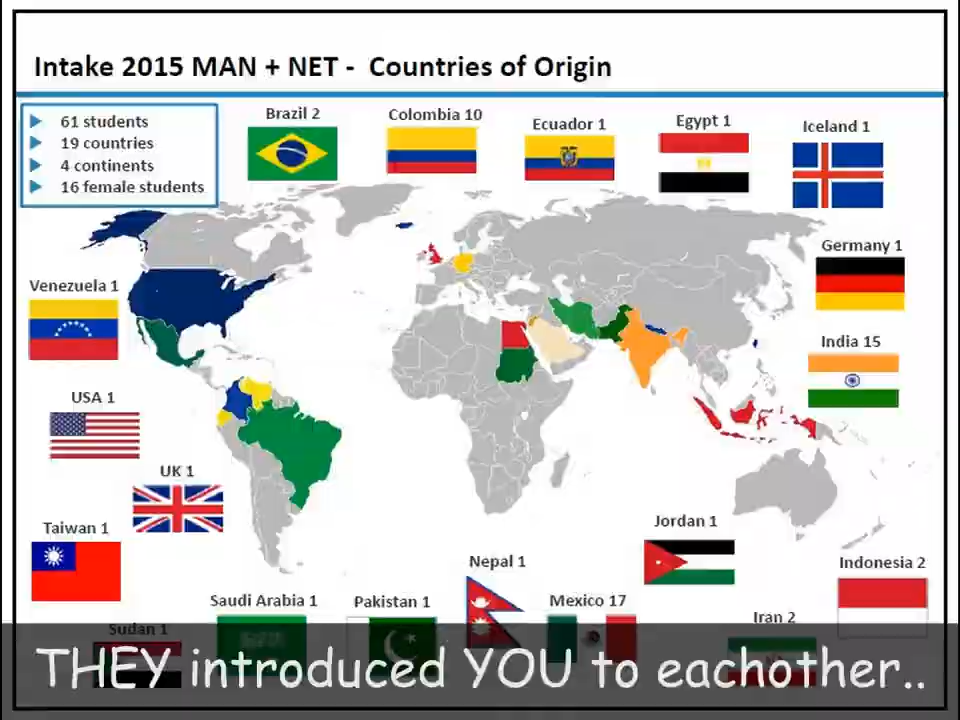 Intake 2015 MAN + NET - Countries of Origin
61 students
19 countries
4 continents
16 female students
Brazil 2
Colombia 10
Ecuador 1
Egypt 1
Iceland 1
Germany 1
Venezuela 1
India 15
USA 1
UK 1
Taiwan 1
Jordan 1
Nepal 1
Indonesia 2
Saudi Arabia 1
Pakistan 1
Mexico 17
Iran 2
Sudan 1
THEY introduced YOU to eachother..